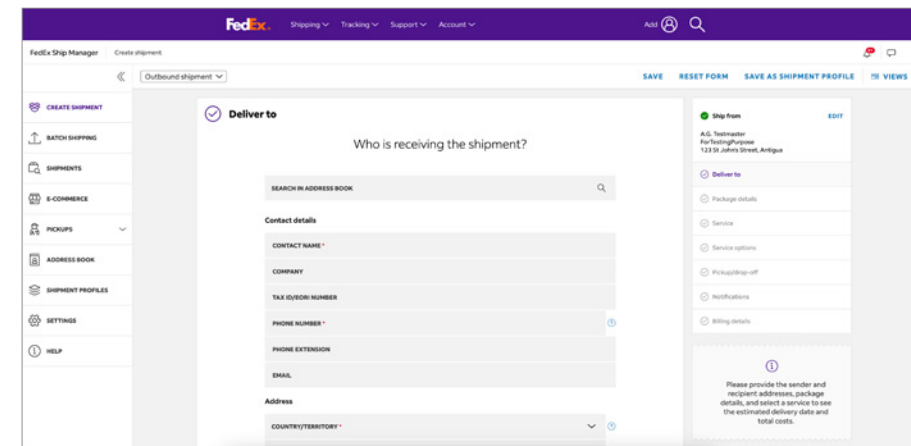 FedEx. Shipping Tracking Support Account Add
FedEx Ship Manager Create shipment
Outbound shipment SAVE RESET FORM SAVE AS SHIPMENT PROFILE VIEWS
CREATE SHIPMENT
BATCH SHIPPING
SHIPMENTS
E-COMMERCE
PICKUPS
ADDRESS BOOK
SHIPMENT PROFILES
SETTINGS
HELP
Deliver to
Who is receiving the shipment?
SEARCH IN ADDRESS BOOK
Contact details
CONTACT NAME *
COMPANY
TAX ID/EORI NUMBER
PHONE NUMBER *
PHONE EXTENSION
EMAIL
Address
COUNTRY/TERRITORY *
Ship from EDIT
A.G. Testmaster
ForTestingPurpose
123 St John's Street, Antigua
Deliver to
Package details
Service
Service options
Pickup/drop-off
Notifications
Billing details
Please provide the sender and
recipient addresses, package
details, and select a service to see
the estimated delivery date and
total costs.